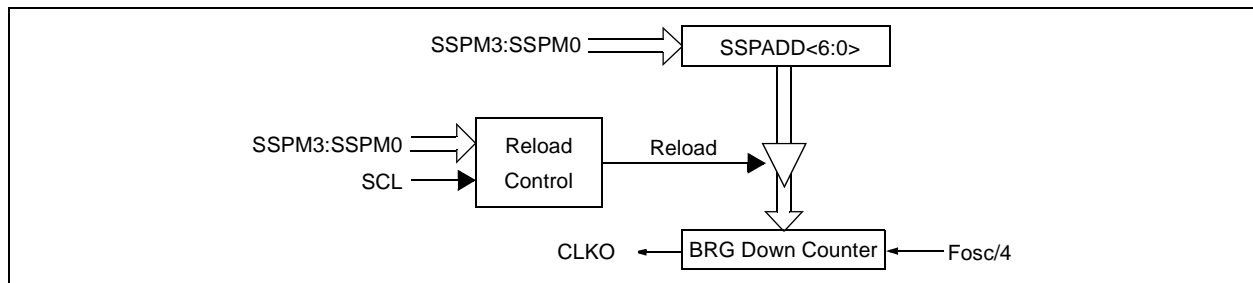 SSPM3:SSPM0
SSPADD<6:0>
SSPM3:SSPM0
SCL
Reload
Control
Reload
CLKO
BRG Down Counter
Fosc/4